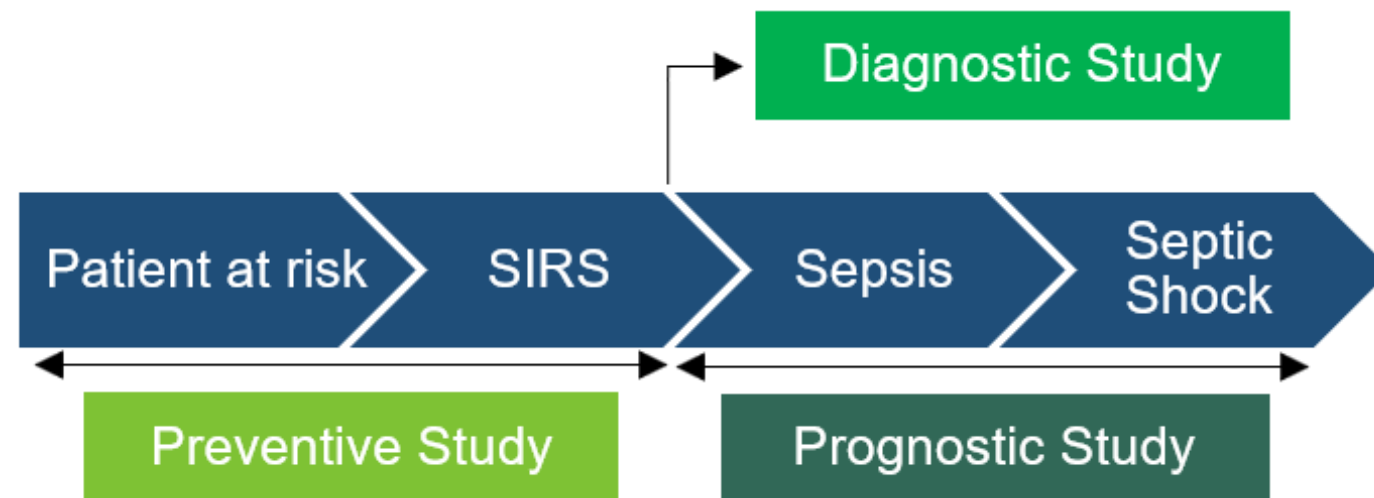 Diagnostic Study
Patient at risk
SIRS
Sepsis
Septic
Shock
Preventive Study
Prognostic Study